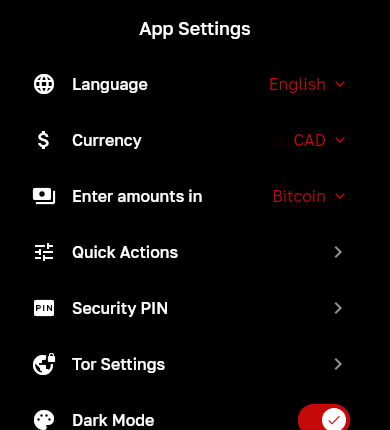 App Settings
Language English
Currency CAD
Enter amounts in Bitcoin
Quick Actions
PIN Security PIN
Tor Settings
Dark Mode